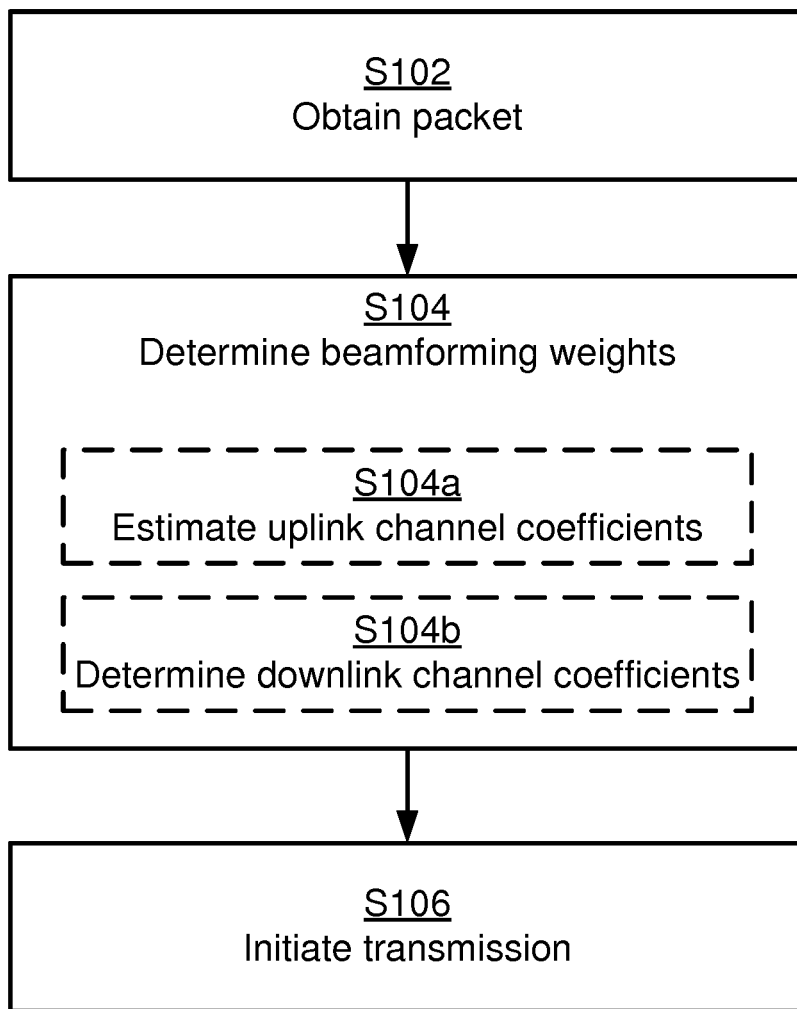 S102
Obtain packet
S104
Determine beamforming weights
S104a
Estimate uplink channel coefficients
S104b
Determine downlink channel coefficients
S106
Initiate transmission